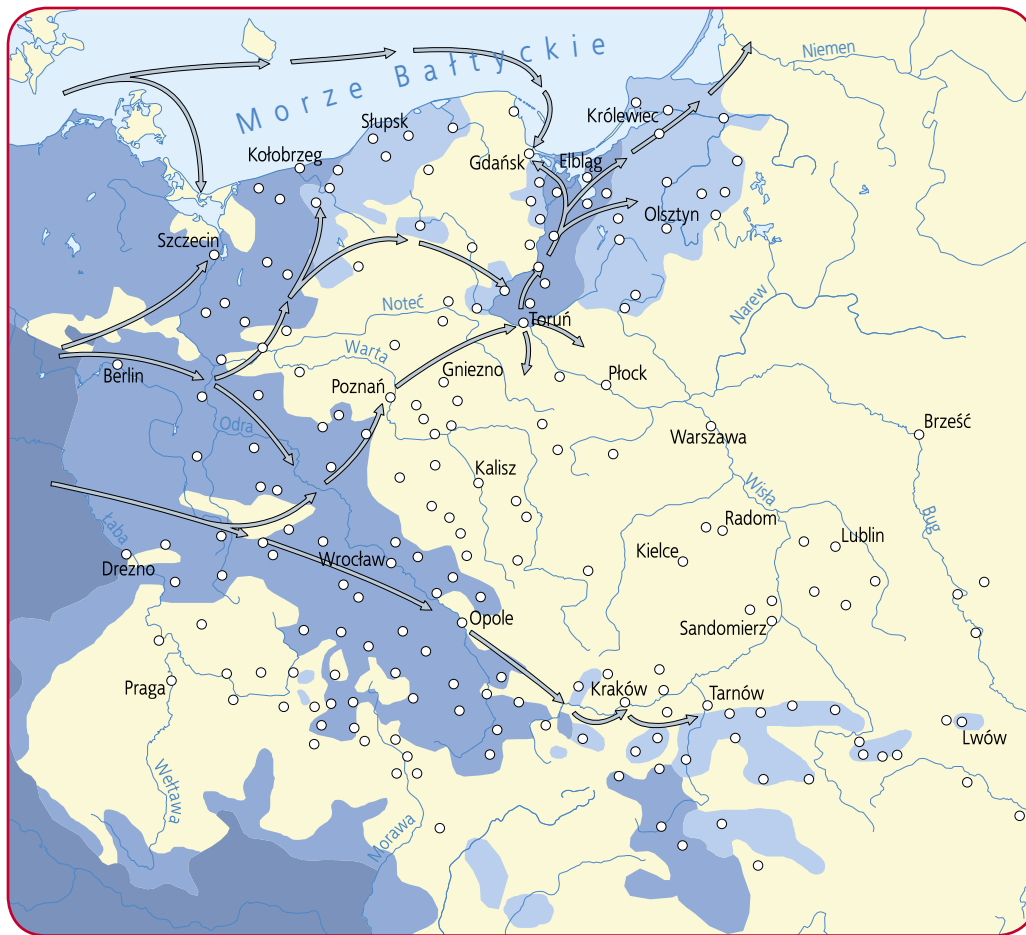 Niemen
Morze Bałtyckie
Królewiec
Słupsk
Kołobrzeg
Gdańsk
Elbląg
Olsztyn
Szczecin
Noteć
Narew
Toruń
Warta
Berlin
Gniezno
Płock
Poznań
Odra
Brześć
Warszawa
Kalisz
Wisła
Bug
Radom
Łaba
Lublin
Kielce
Wrocław
Drezno
Opole
Sandomierz
Praga
Kraków
Tarnów
Lwów
Wełtawa
Morawa